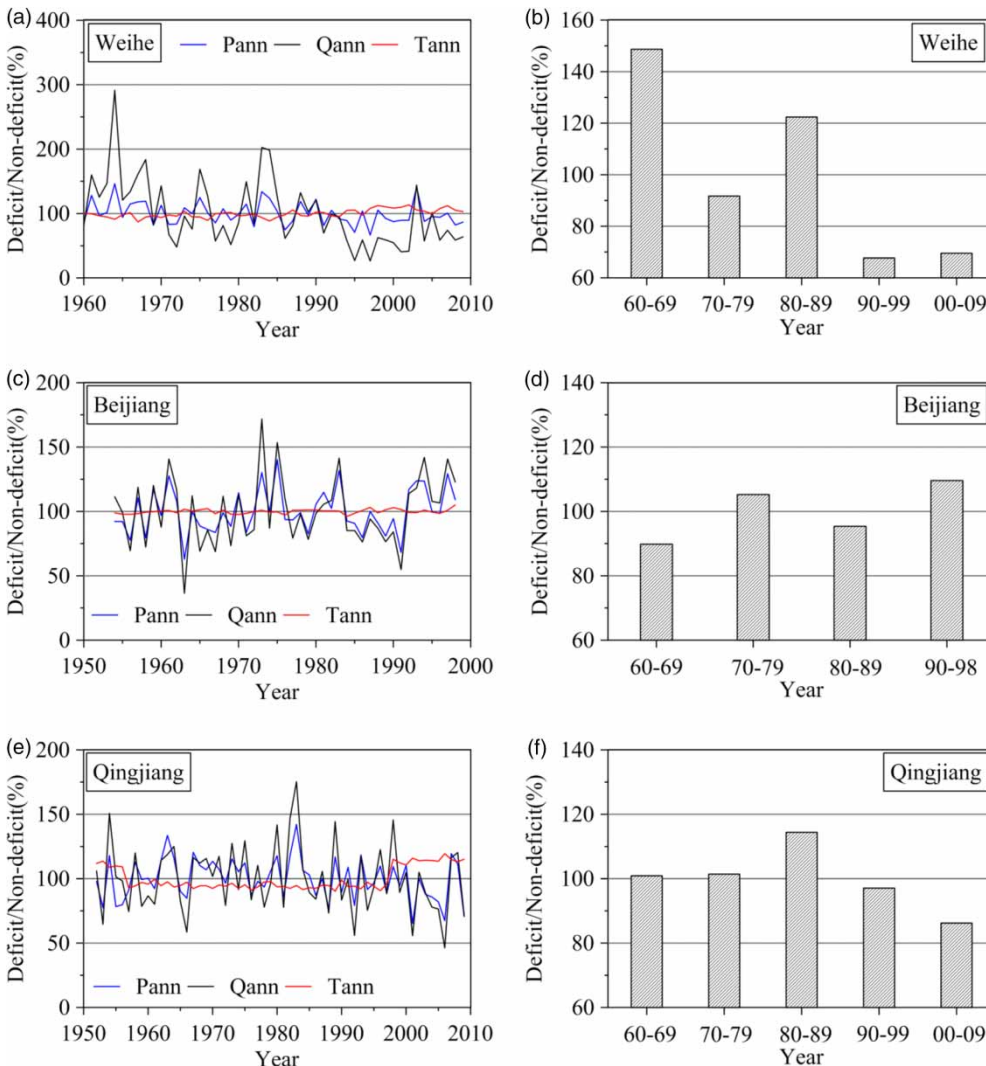 (a)
Weihe
Pann Qann Tann
Deficit/Non-deficit(%)
400
300
200
100
0
1960 1970 1980 1990 2000 2010
Year
(b)
Weihe
Deficit/Non-deficit(%)
160
140
120
100
80
60
60-69 70-79 80-89 90-99 00-09
Year
(c)
Beijiang
Deficit/Non-deficit(%)
200
150
100
50
0
Pann Qann Tann
1950 1960 1970 1980 1990 2000
Year
(d)
Beijiang
Deficit/Non-deficit(%)
140
120
100
80
60
60-69 70-79 80-89 90-98
Year
(e)
Qingjiang
Deficit/Non-deficit(%)
200
150
100
50
0
Pann Qann Tann
1950 1960 1970 1980 1990 2000 2010
Year
(f)
Qingjiang
Deficit/Non-deficit(%)
140
120
100
80
60
60-69 70-79 80-89 90-99 00-09
Year